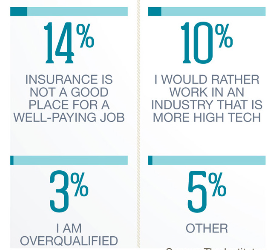 14%
INSURANCE IS
NOT A GOOD
PLACE FOR A
WELL-PAYING JOB
10%
I WOULD RATHER
WORK IN AN
INDUSTRY THAT IS
MORE HIGH TECH
3%
I AM
OVERQUALIFIED
5%
OTHER